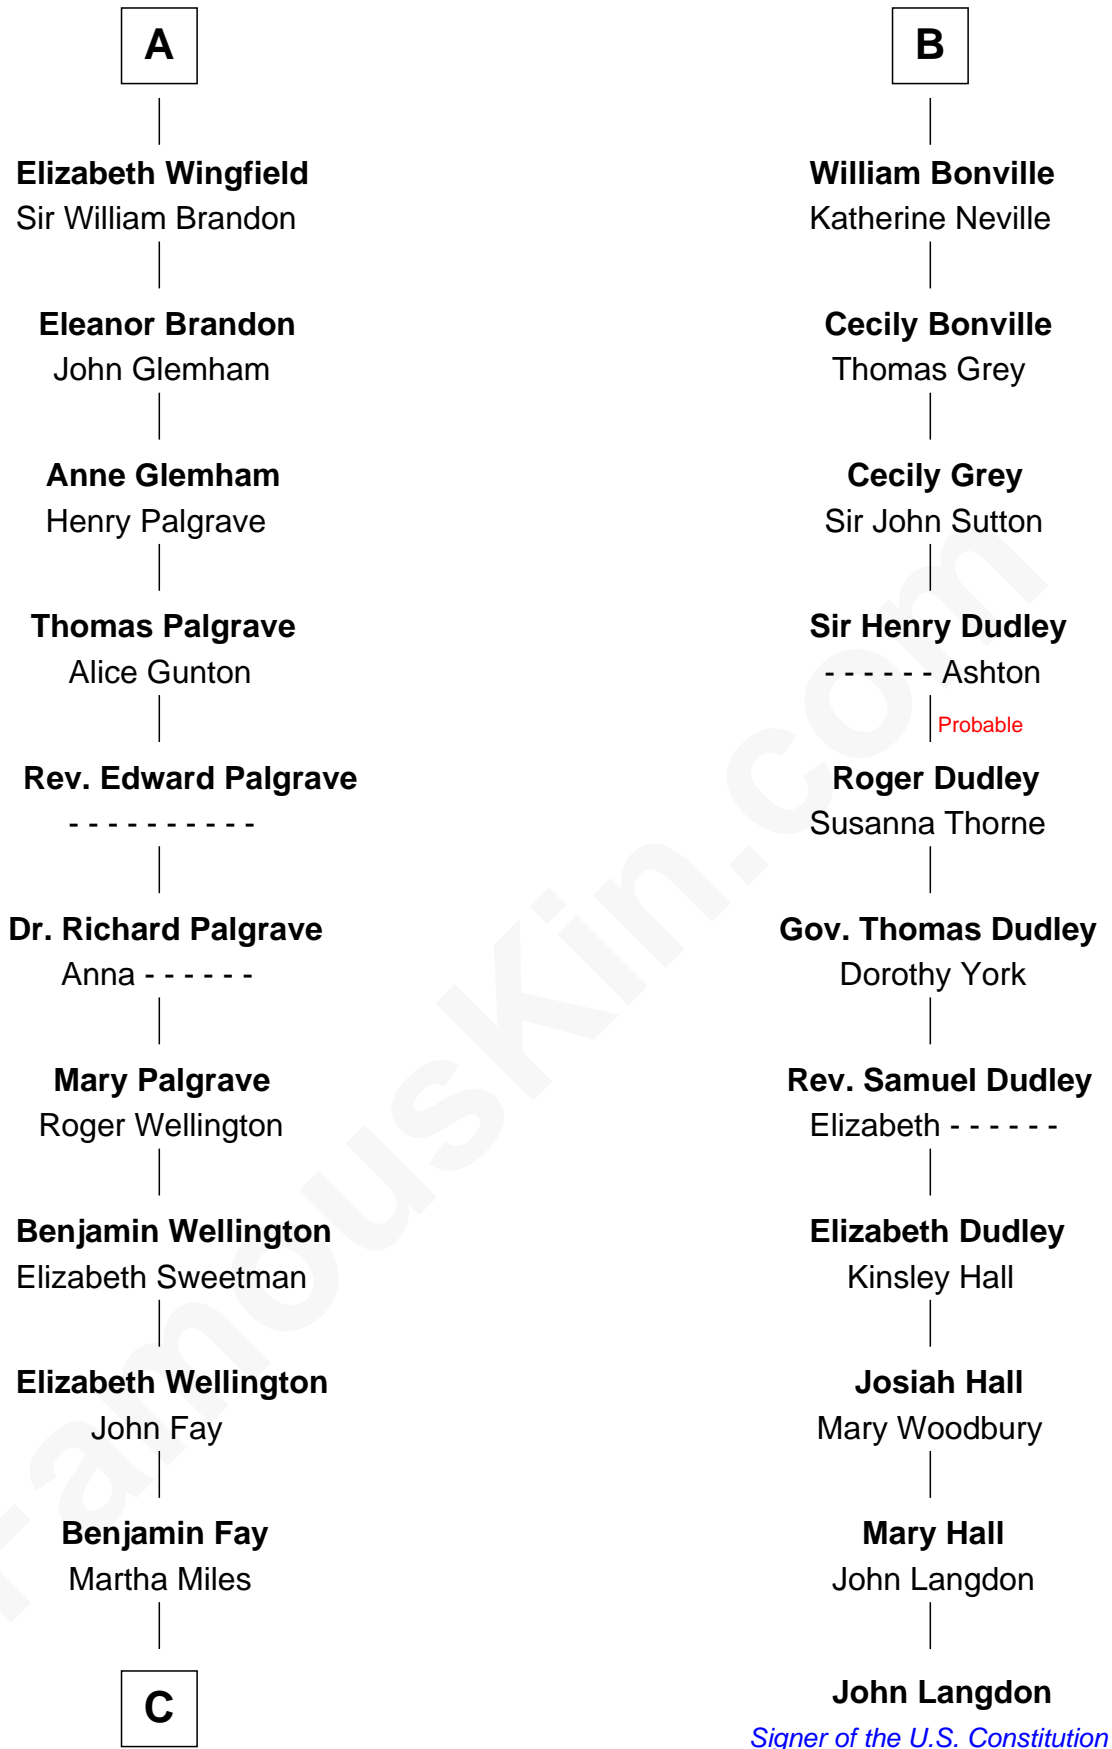 A
Elizabeth Wingfield
Sir William Brandon
Eleanor Brandon
John Glemham
Anne Glemham
Henry Palgrave
Thomas Palgrave
Alice Gunton
Rev. Edward Palgrave
- - - - - - - - - -
Dr. Richard Palgrave
Anna - - - - - -
Mary Palgrave
Roger Wellington
Benjamin Wellington
Elizabeth Sweetman
Elizabeth Wellington
John Fay
Benjamin Fay
Martha Miles
C
B
William Bonville
Katherine Neville
Cecily Bonville
Thomas Grey
Cecily Grey
Sir John Sutton
Sir Henry Dudley
- - - - - - Ashton
Probable
Roger Dudley
Susanna Thorne
Gov. Thomas Dudley
Dorothy York
Rev. Samuel Dudley
Elizabeth - - - - - -
Elizabeth Dudley
Kinsley Hall
Josiah Hall
Mary Woodbury
Mary Hall
John Langdon
John Langdon
Signer of the U.S. Constitution
FamousKin.com